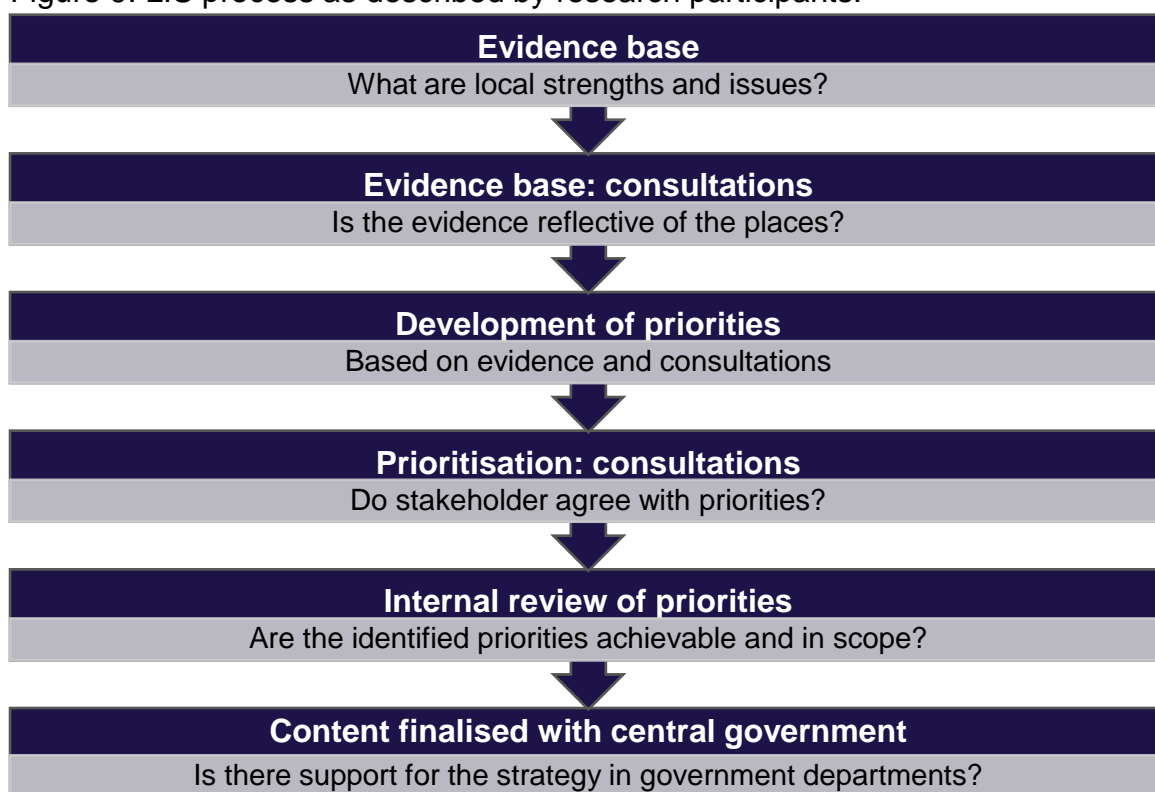 Figure 3: LIS process as described by research participants.
Evidence base
What are local strengths and issues?
Evidence base: consultations
Is the evidence reflective of the places?
Development of priorities
Based on evidence and consultations
Prioritisation: consultations
Do stakeholder agree with priorities?
Internal review of priorities
Are the identified priorities achievable and in scope?
Content finalised with central government
Is there support for the strategy in government departments?